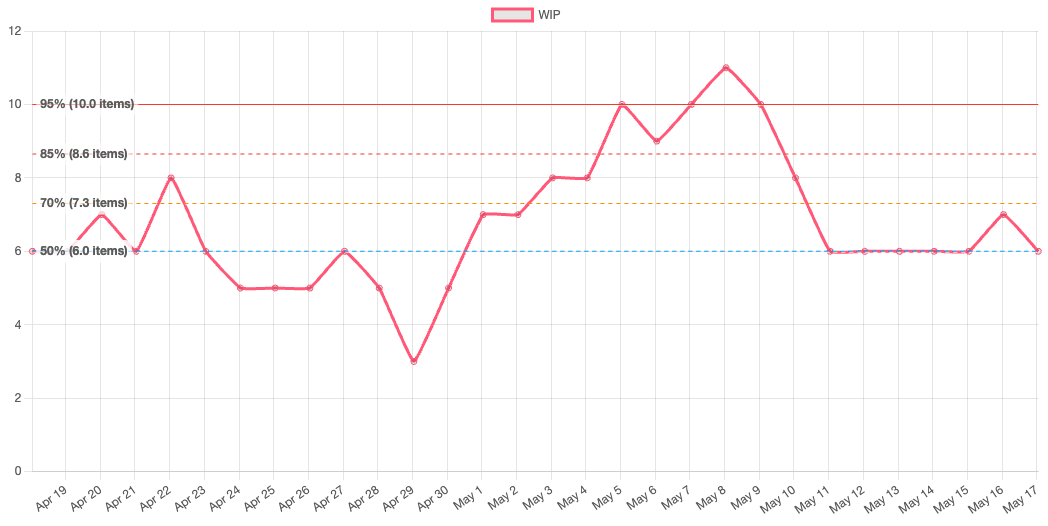 WIP
12
10
8
6
4
2
0
95% (10.0 items)
85% (8.6 items)
70% (7.3 items)
50% (6.0 items)
Apr 19
Apr 20
Apr 21
Apr 22
Apr 23
Apr 24
Apr 25
Apr 26
Apr 27
Apr 28
Apr 29
Apr 30
May 1
May 2
May 3
May 4
May 5
May 6
May 7
May 8
May 9
May 10
May 11
May 12
May 13
May 14
May 15
May 16
May 17